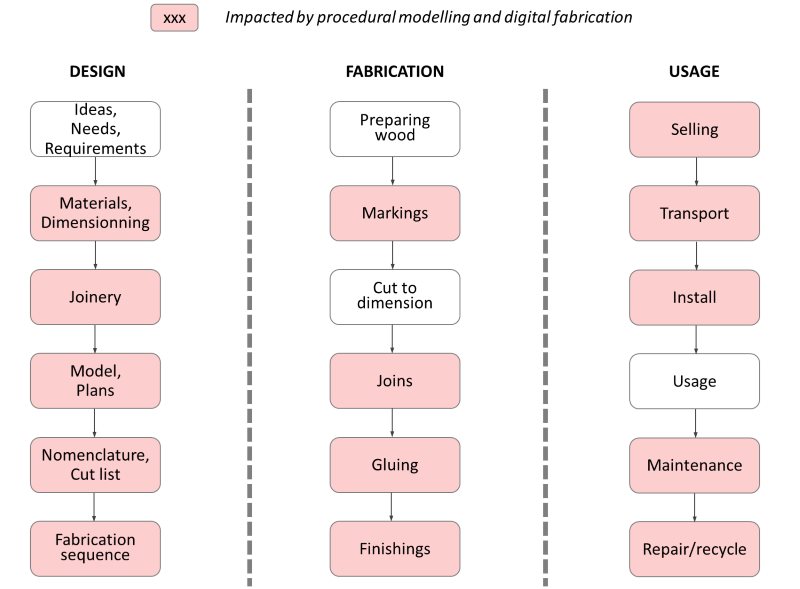 xxx
Impacted by procedural modelling and digital fabrication
DESIGN
Ideas,
Needs,
Requirements
Materials,
Dimensionning
Joinery
Model,
Plans
Nomenclature,
Cut list
Fabrication
sequence
FABRICATION
Preparing
wood
Markings
Cut to
dimension
Joins
Gluing
Finishings
USAGE
Selling
Transport
Install
Usage
Maintenance
Repair/recycle